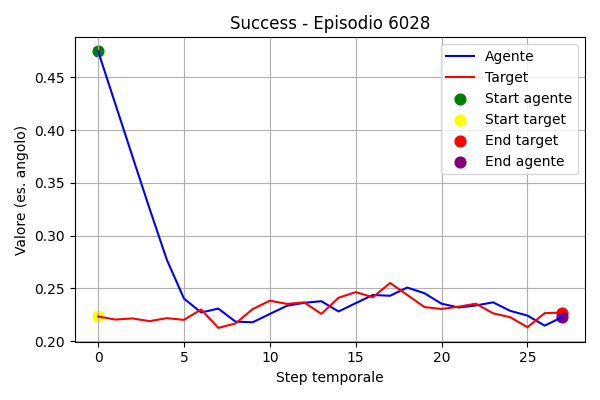 Success - Episodio 6028
Valore (es. angolo)
0.45
0.40
0.35
0.30
0.25
0.20
Agente
Target
Start agente
Start target
End target
End agente
0 5 10 15 20 25
Step temporale